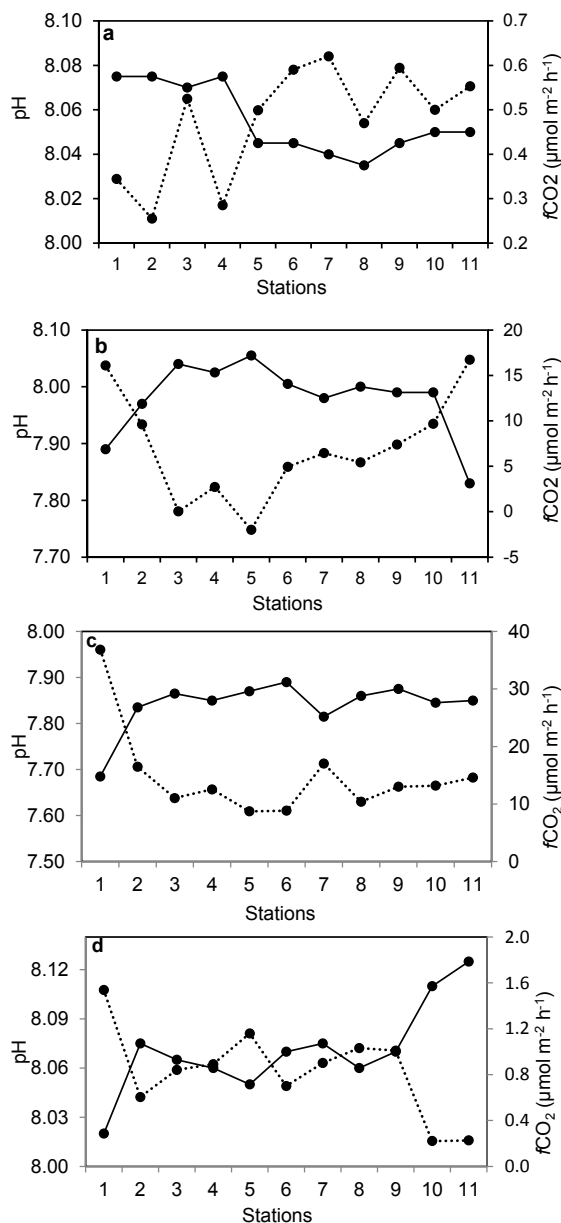 a
8.10
8.08
8.06
8.04
8.02
8.00
pH
0.7
0.6
0.5
0.4
0.3
0.2
fCO2 (µmol m-2 h-1)
1 2 3 4 5 6 7 8 9 10 11
Stations
b
8.10
8.00
7.90
7.80
7.70
pH
20
15
10
5
0
-5
fCO2 (µmol m-2 h-1)
1 2 3 4 5 6 7 8 9 10 11
Stations
c
8.00
7.90
7.80
7.70
7.60
7.50
pH
40
30
20
10
0
fCO₂ (µmol m⁻² h⁻¹)
1 2 3 4 5 6 7 8 9 10 11
Stations
d
8.12
8.09
8.06
8.03
8.00
pH
2.0
1.6
1.2
0.8
0.4
0.0
fCO₂ (µmol m⁻² h⁻¹)
1 2 3 4 5 6 7 8 9 10 11
Stations